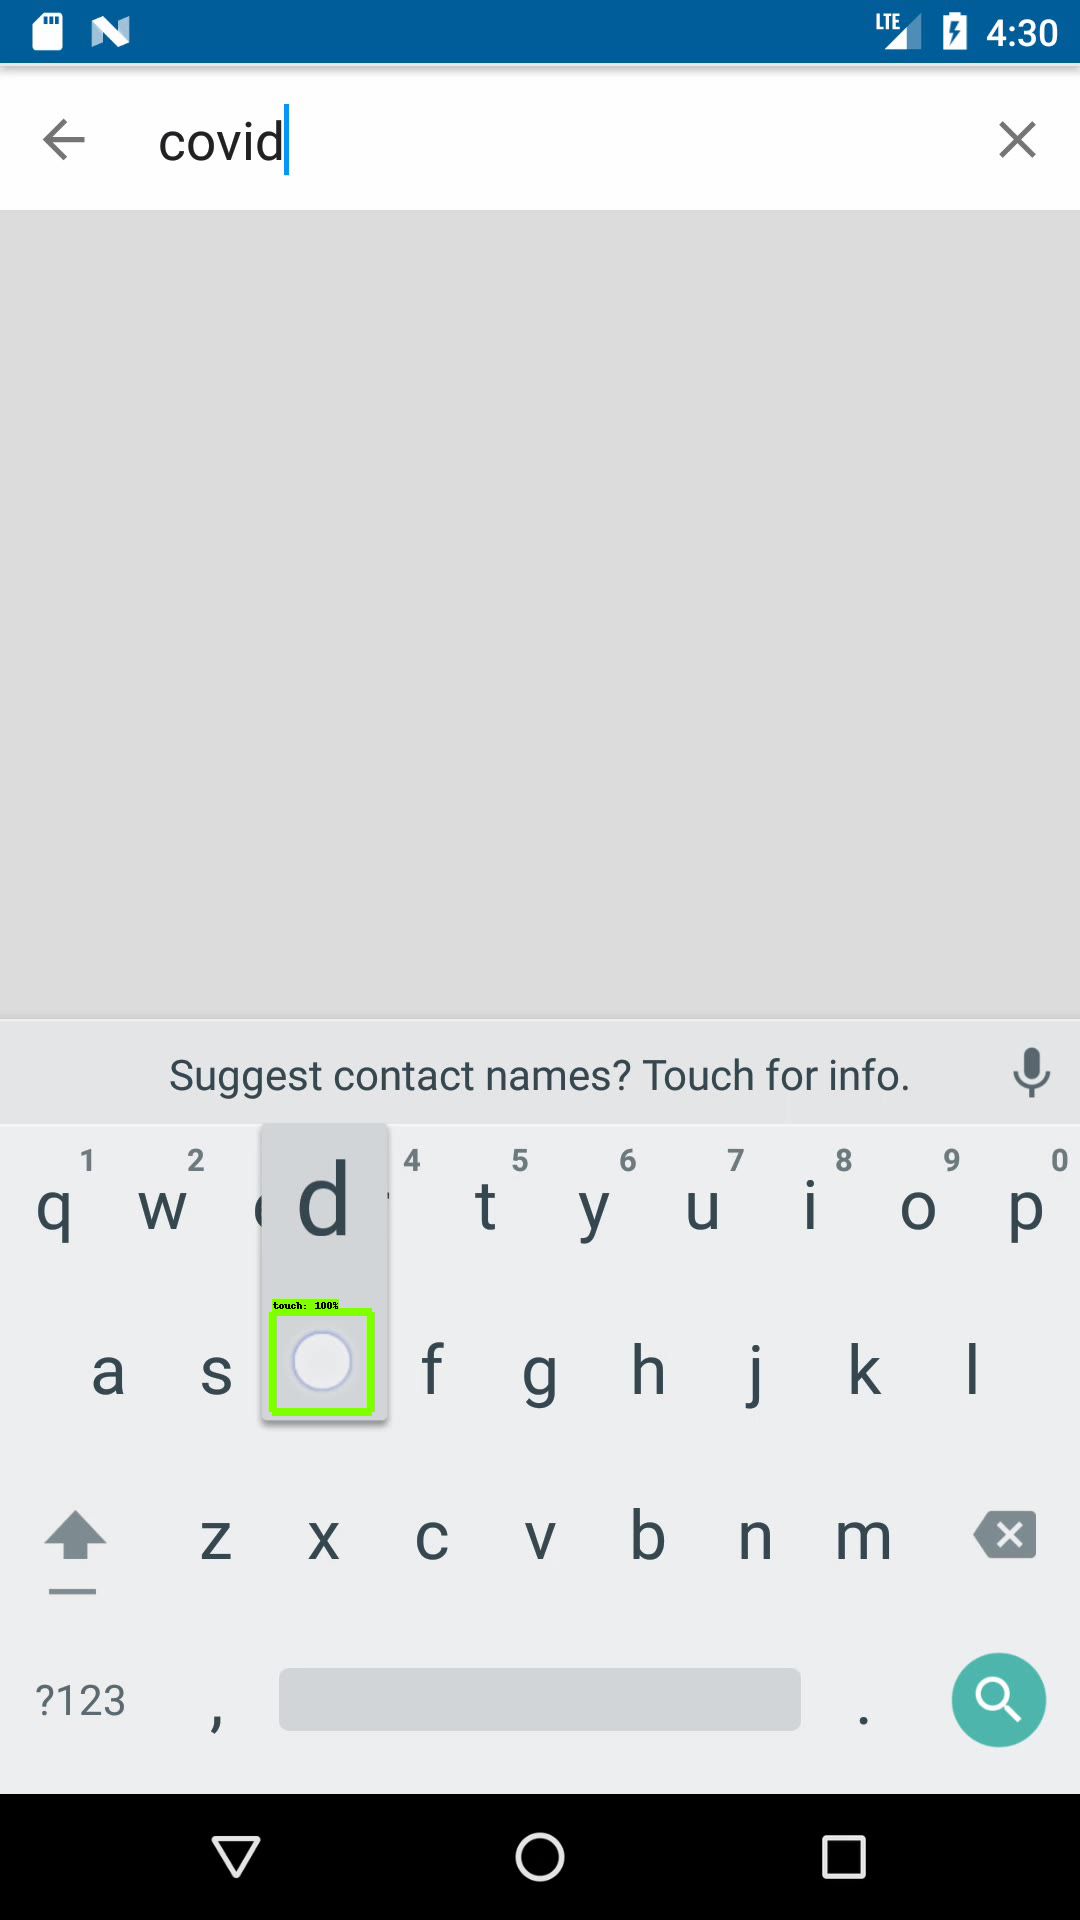 LTE 4:30
covid
Suggest contact names? Touch for info.
1 2 4 5 6 7 8 9 0
q w t y u i o p
d
touch: 100%
a s f g h j k l
z x c v b n m
?123 , .